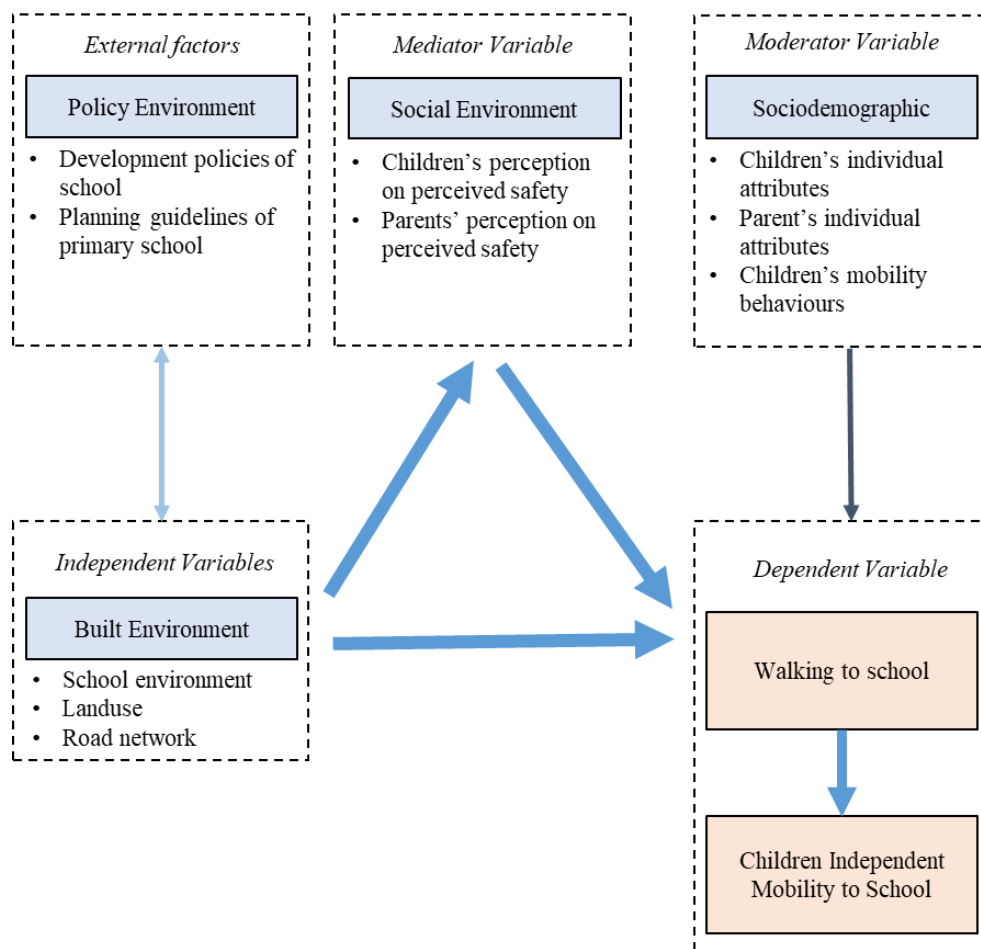 External factors
Policy Environment
• Development policies of
school
• Planning guidelines of
primary school
Mediator Variable
Social Environment
• Children’s perception on
perceived safety
• Parents’ perception on
perceived safety
Moderator Variable
Sociodemographic
• Children’s individual
attributes
• Parent’s individual
attributes
• Children’s mobility
behaviours
Independent Variables
Built Environment
• School environment
• Landuse
• Road network
Dependent Variable
Walking to school
Children Independent
Mobility to School